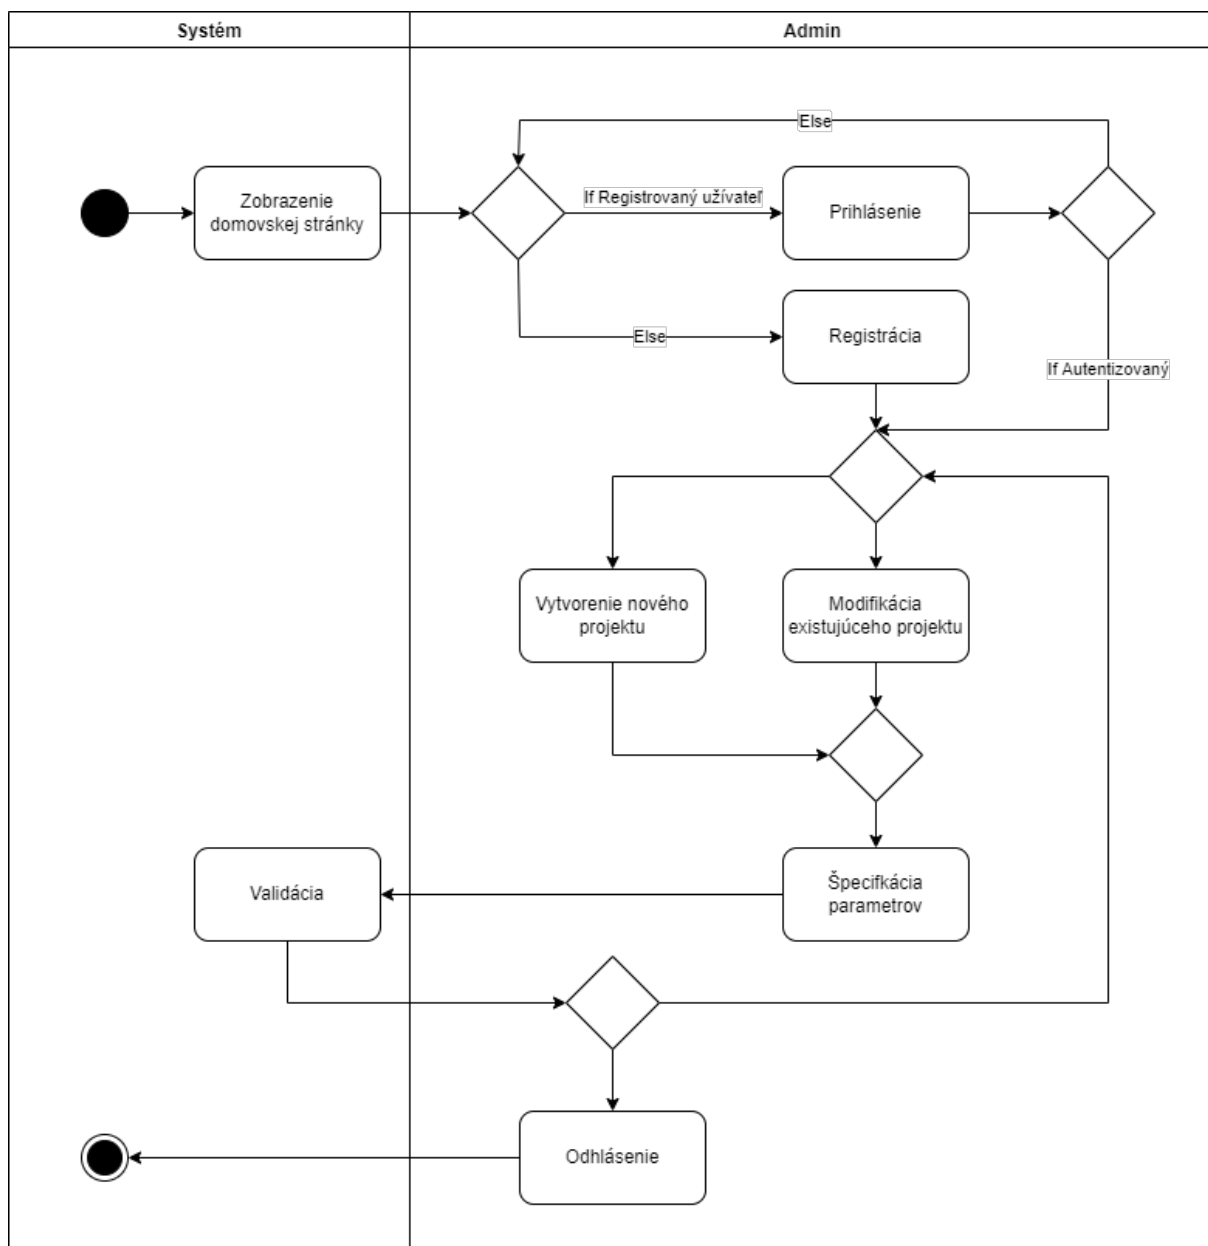 Systém
Admin
Else
Zobrazenie
domovskej stránky
If Registrovaný užívateľ
Prihlásenie
Else
Registrácia
If Autentizovaný
Vytvorenie nového
projektu
Modifikácia
existujúceho projektu
Validácia
Špecifkácia
parametrov
Odhlásenie